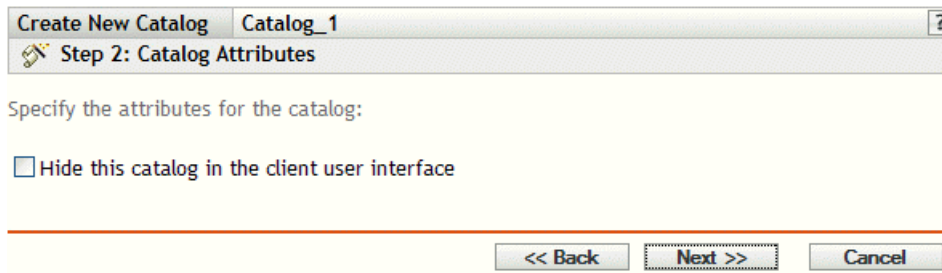 Create New Catalog Catalog_1 ?
Step 2: Catalog Attributes
Specify the attributes for the catalog:
Hide this catalog in the client user interface
<< Back Next >> Cancel